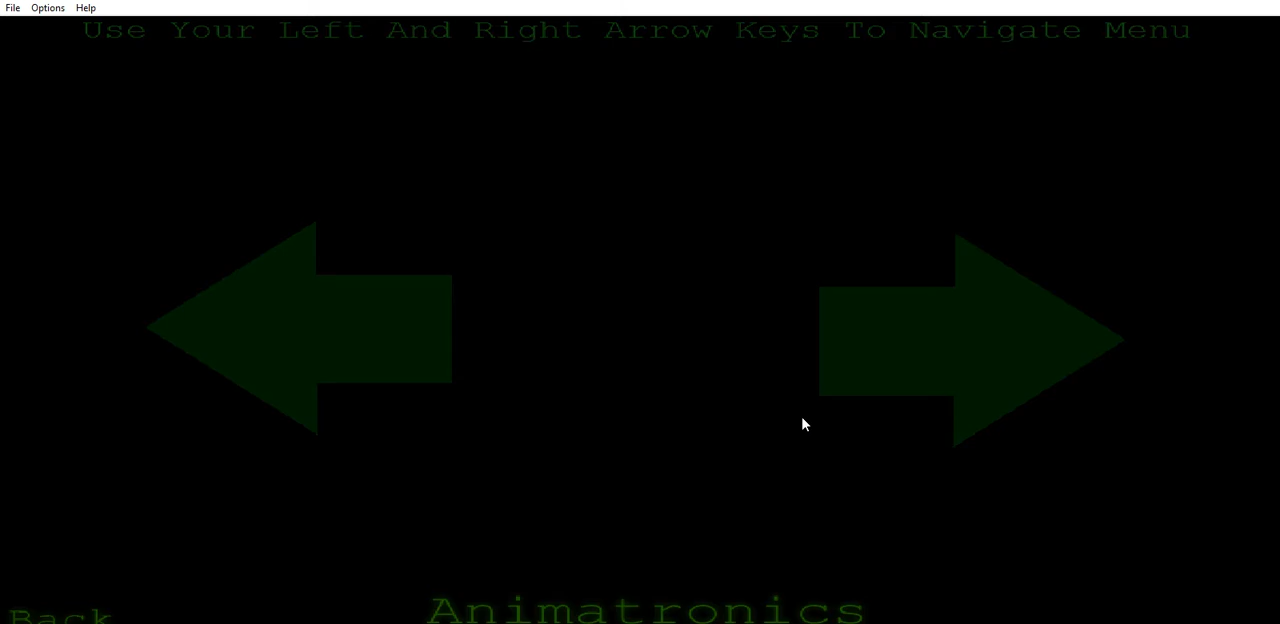 File Options Help
Use Your Left And Right Arrow Keys To Navigate Menu
Back
Animatronics